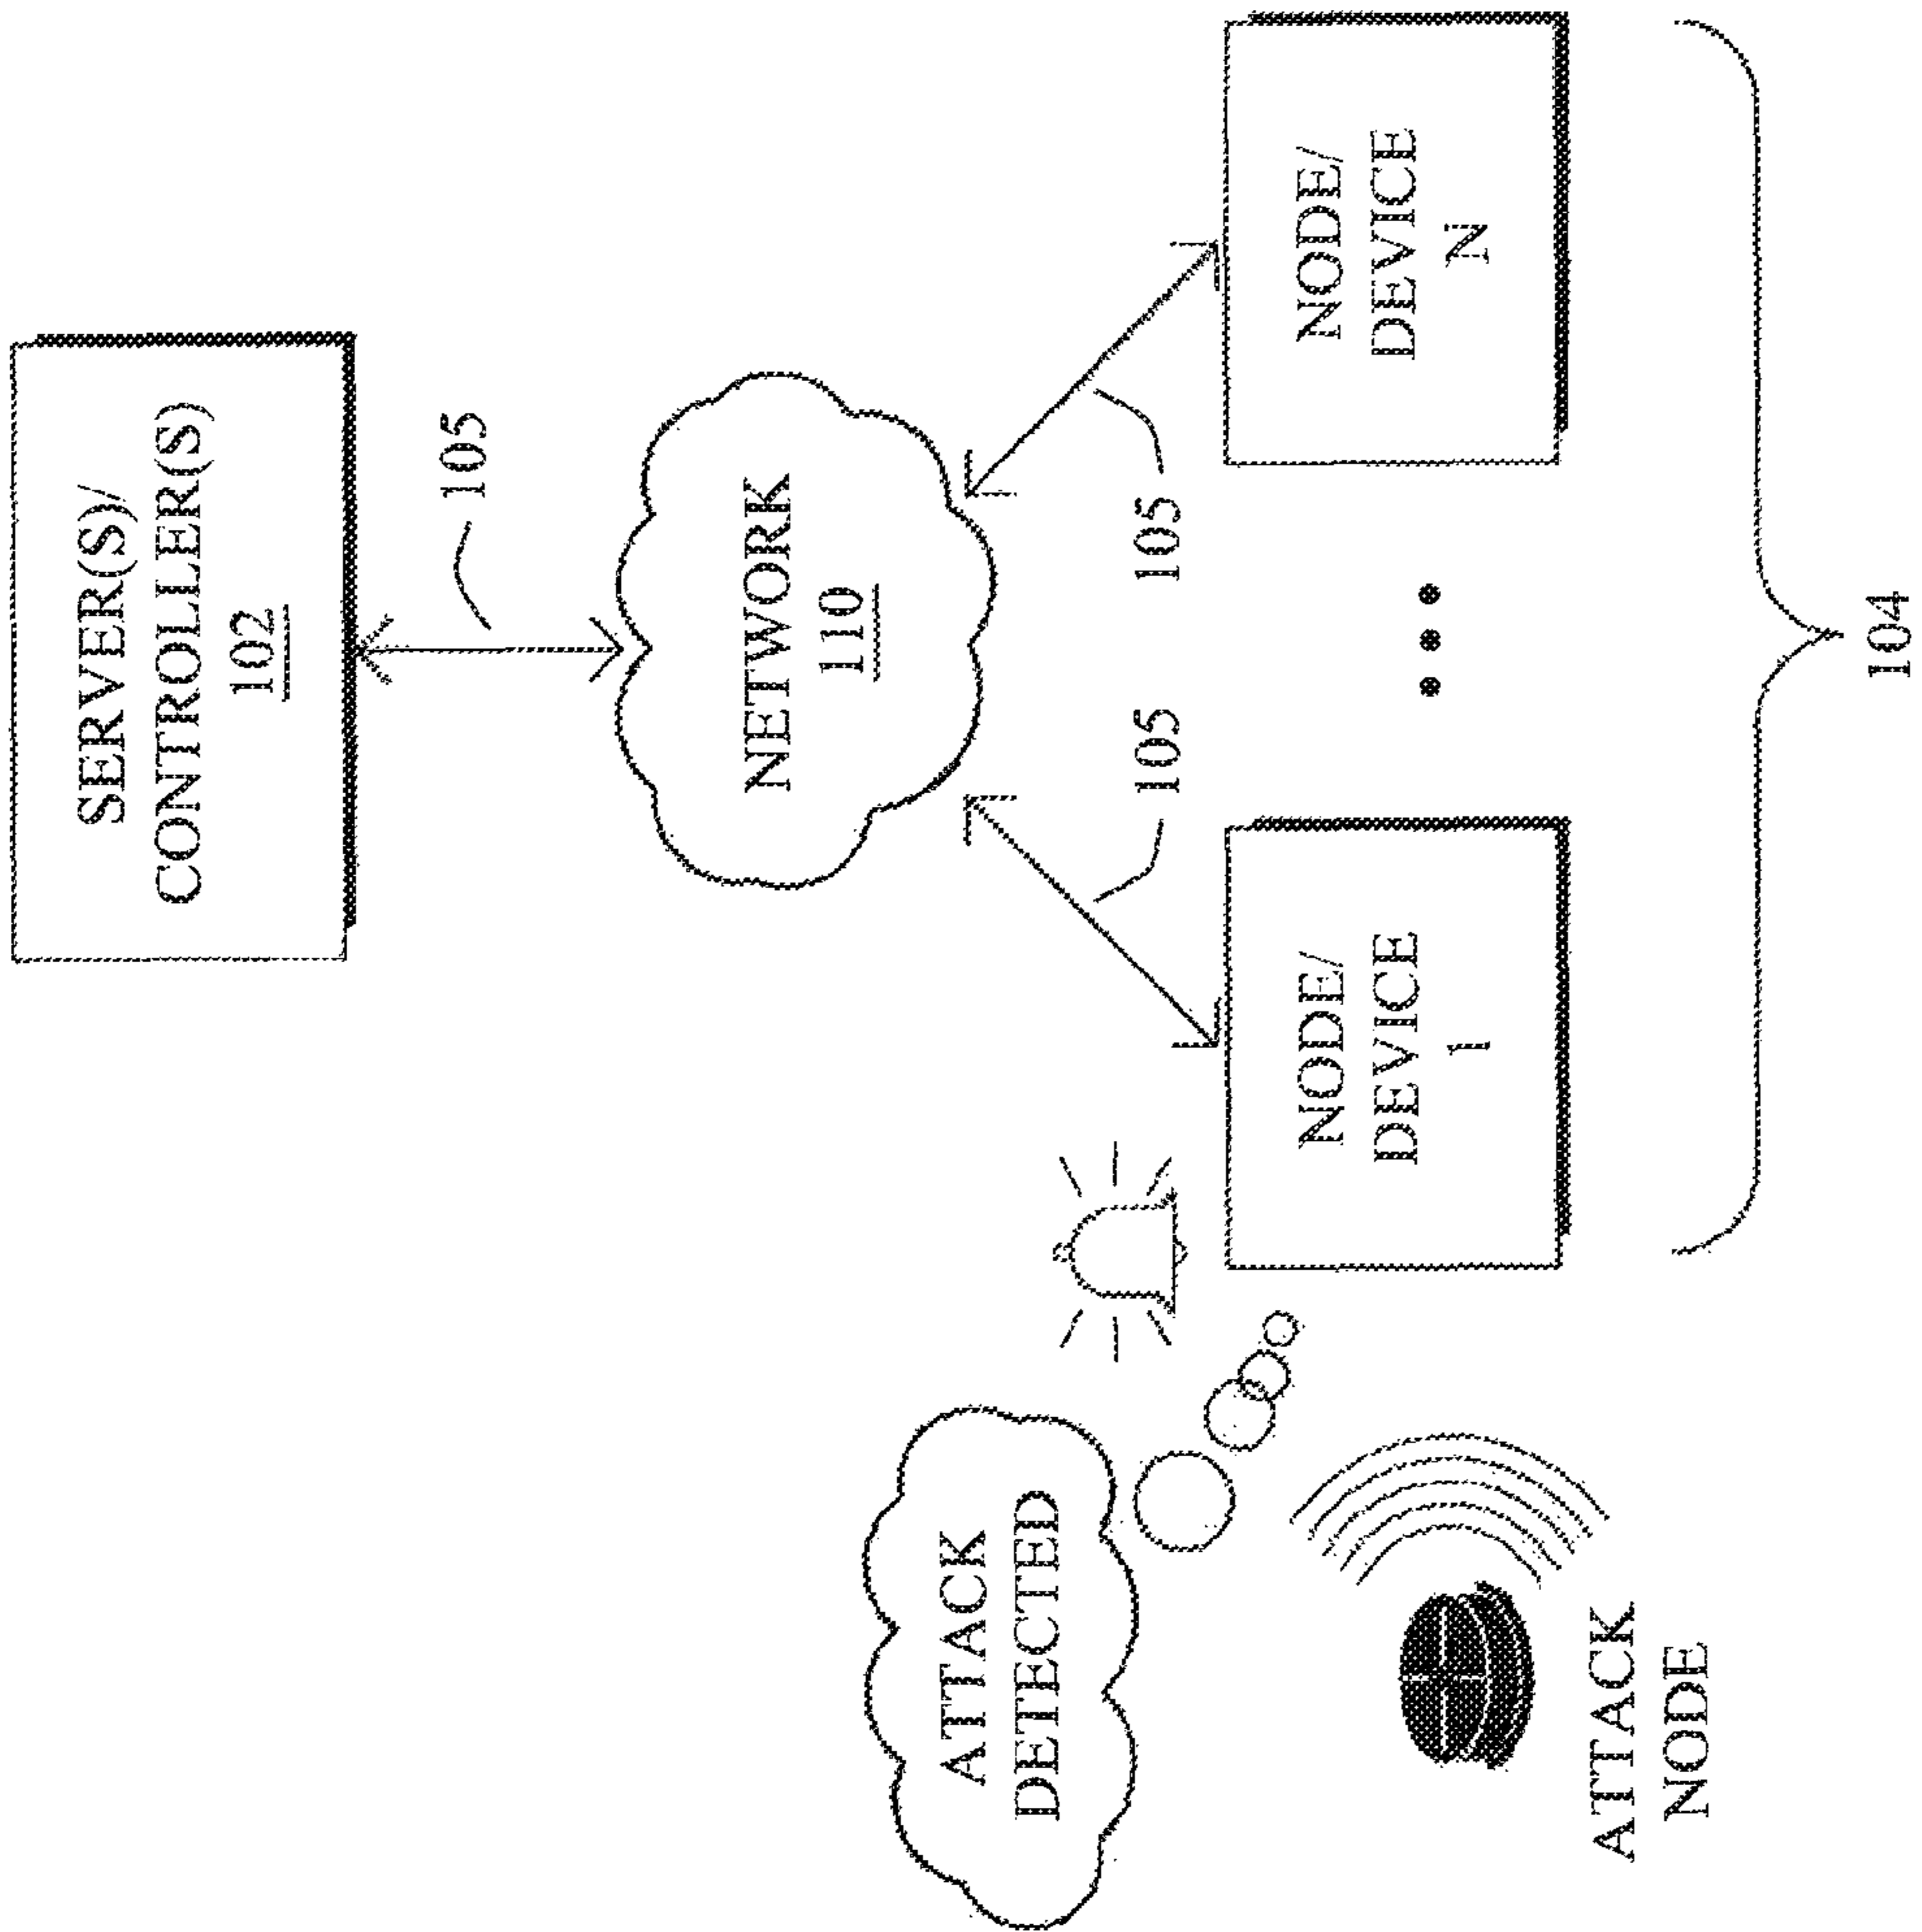 SERVER(S)/
CONTROLLER(S)
102
105
NETWORK
110
105
105
ATTACK
DETECTED
NODE/
DEVICE
1
NODE/
DEVICE
N
ATTACK
NODE
104